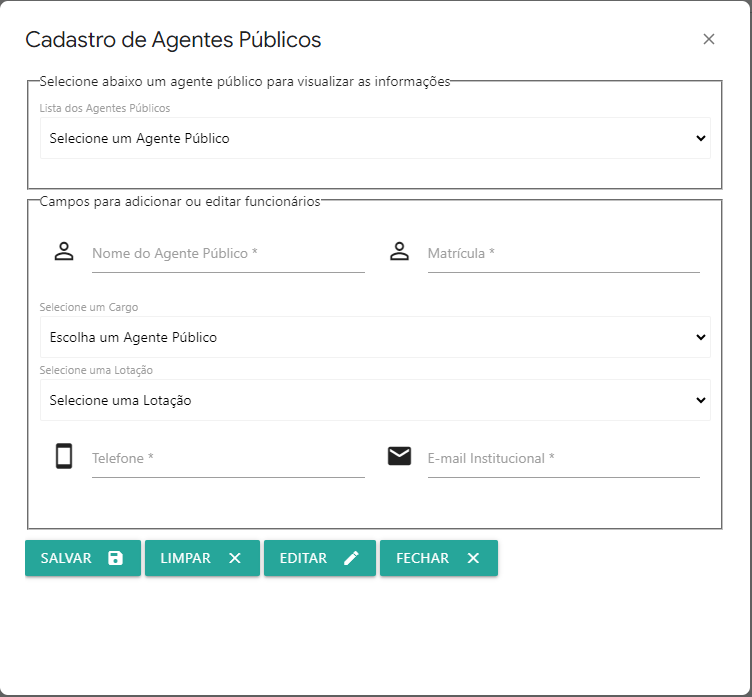 Cadastro de Agentes Públicos
Selecione abaixo um agente público para visualizar as informações
Lista dos Agentes Públicos
Selecione um Agente Público
Campos para adicionar ou editar funcionários
Nome do Agente Público * Matrícula *
Selecione um Cargo
Escolha um Agente Público
Selecione uma Lotação
Selecione uma Lotação
Telefone * E-mail Institucional *
SALVAR LIMPAR EDITAR FECHAR